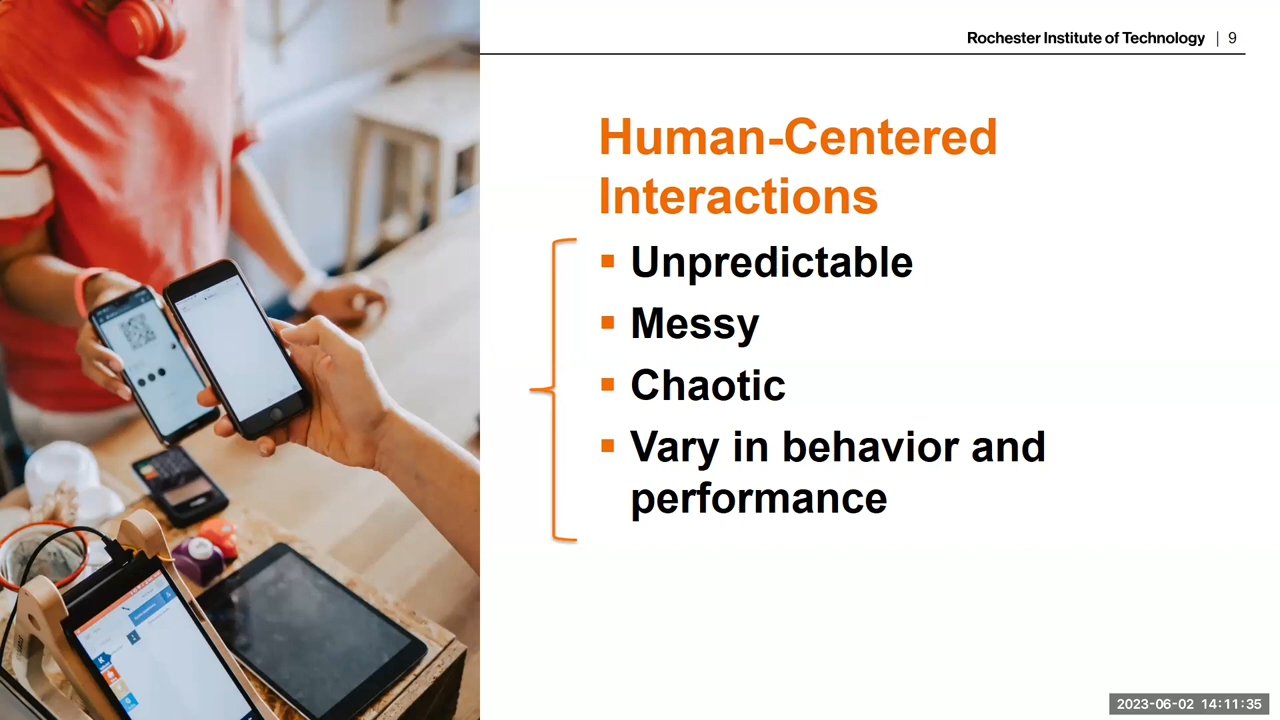 Rochester Institute of Technology | 9
Human-Centered
Interactions
▪ Unpredictable
▪ Messy
▪ Chaotic
▪ Vary in behavior and
performance
2023-06-02 14:11:35